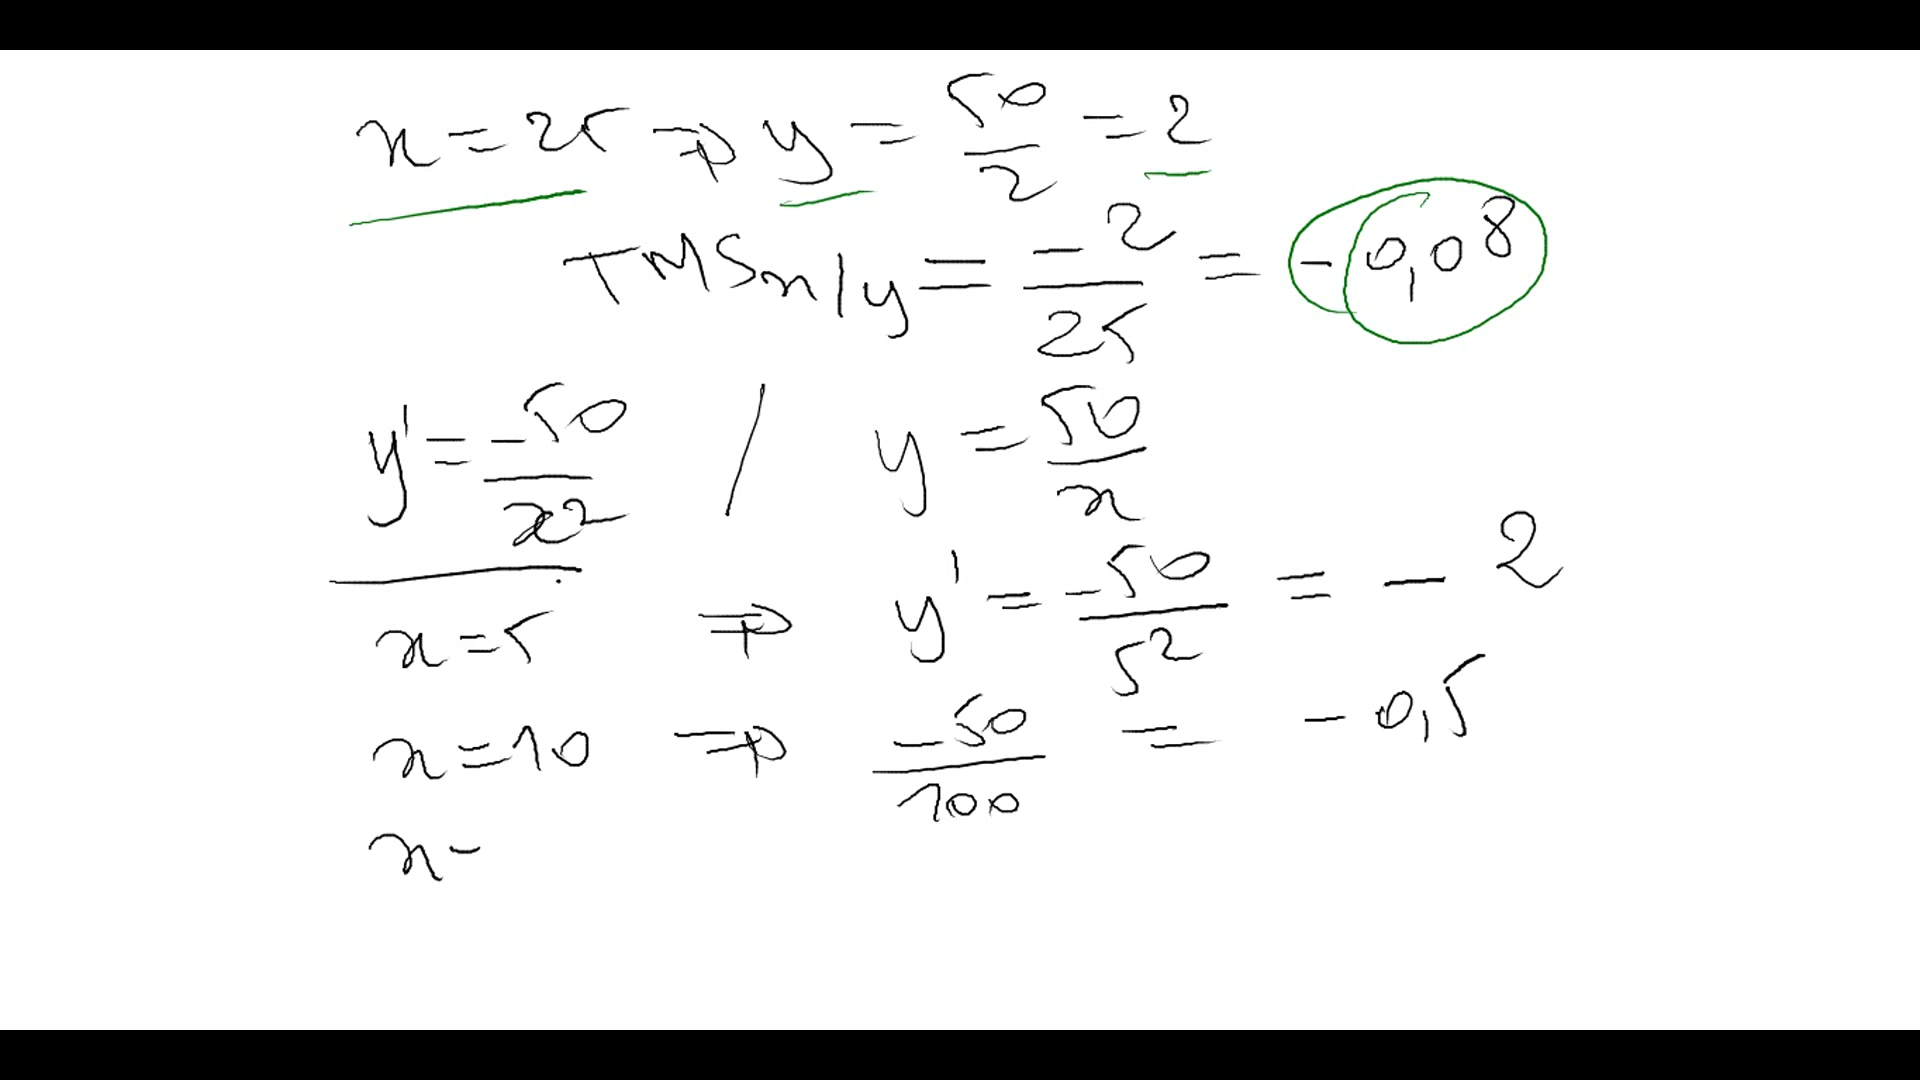 x = 25 ⇒ y = 50/2 = 2
TMSx/y = -2/25 = -0,08
y' = -50/x² / y = 50/x
x = 5 ⇒ y' = -50/5² = -2
x = 10 ⇒ -50/100 = -0,5
x -